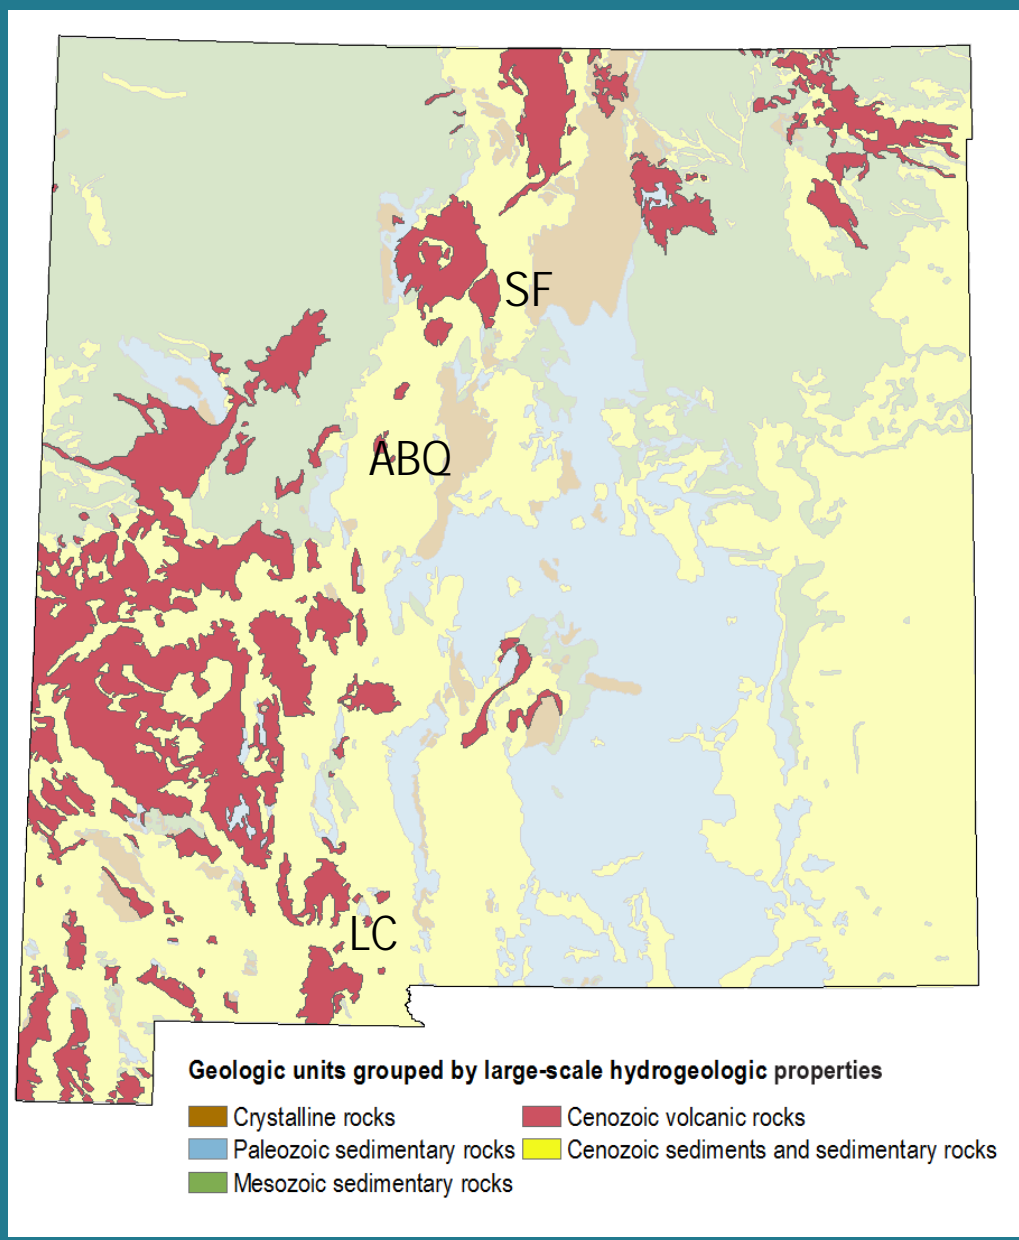 SF
ABQ
LC
Geologic units grouped by large-scale hydrogeologic properties
Crystalline rocks
Cenozoic volcanic rocks
Paleozoic sedimentary rocks
Cenozoic sediments and sedimentary rocks
Mesozoic sedimentary rocks